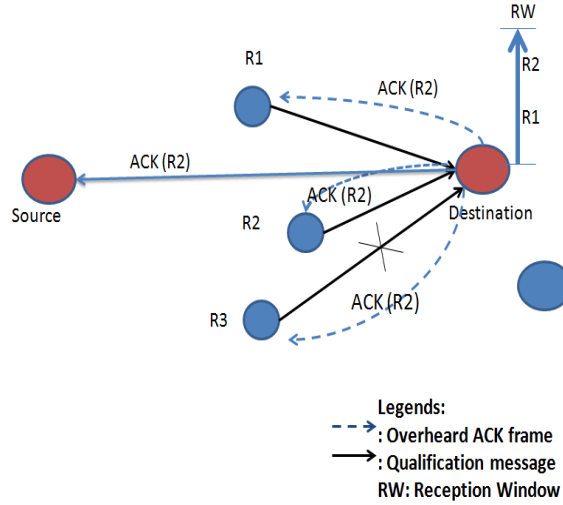 RW
R1
R2
ACK (R2)
R1
ACK (R2)
ACK (R2)
Source
R2
Destination
ACK (R2)
R3
Legends:
: Overheard ACK frame
: Qualification message
RW: Reception Window